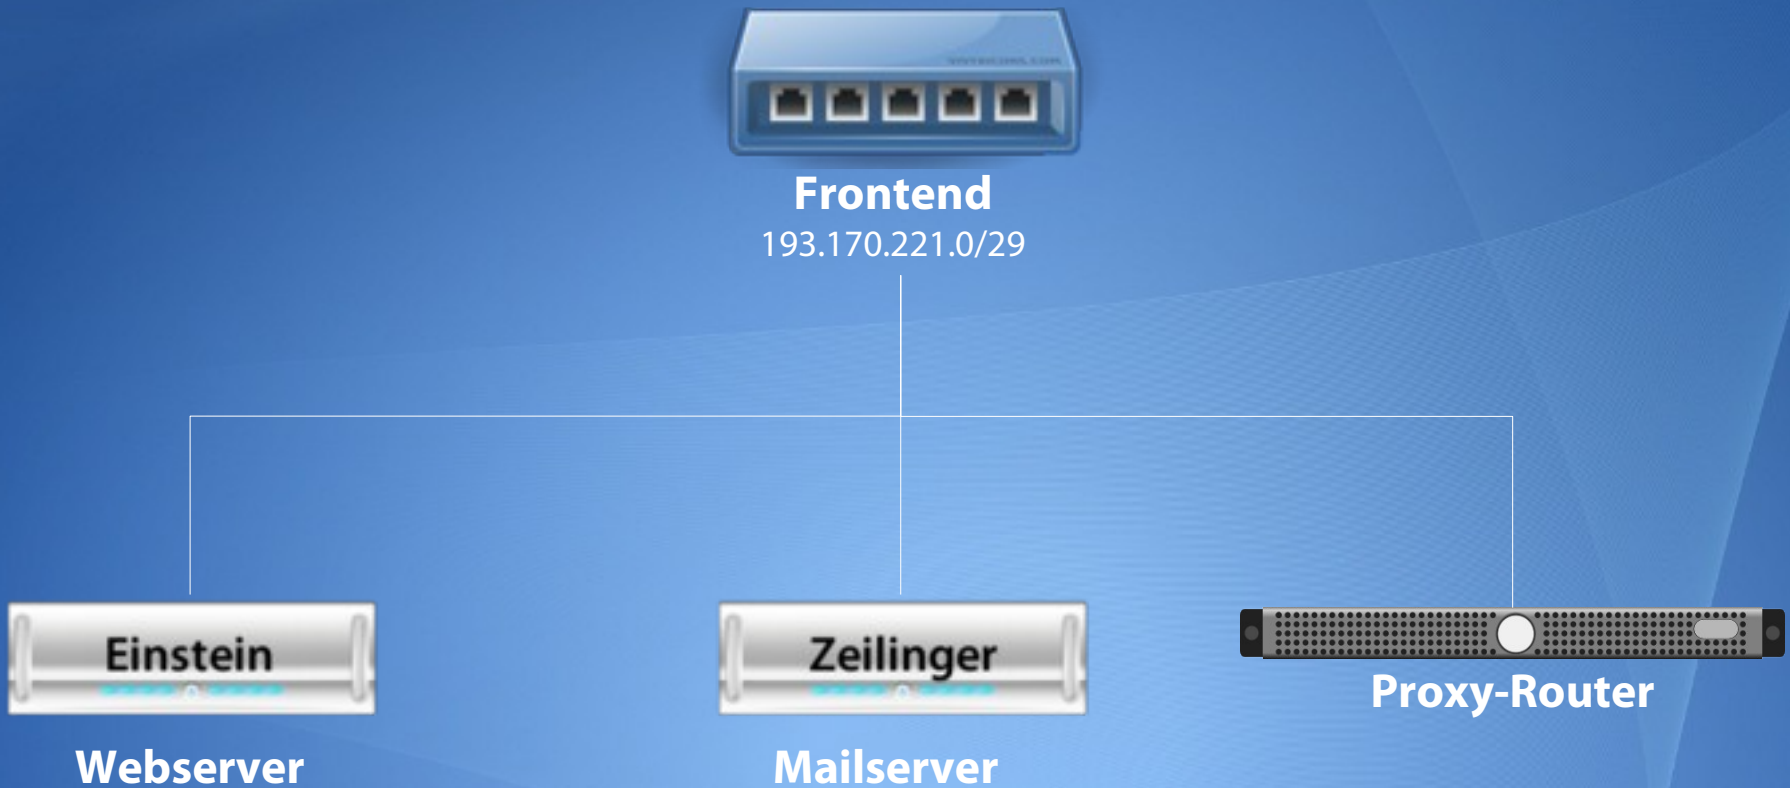 Frontend
193.170.221.0/29
Einstein
Zeilinger
Proxy-Router
Webserver
Mailserver